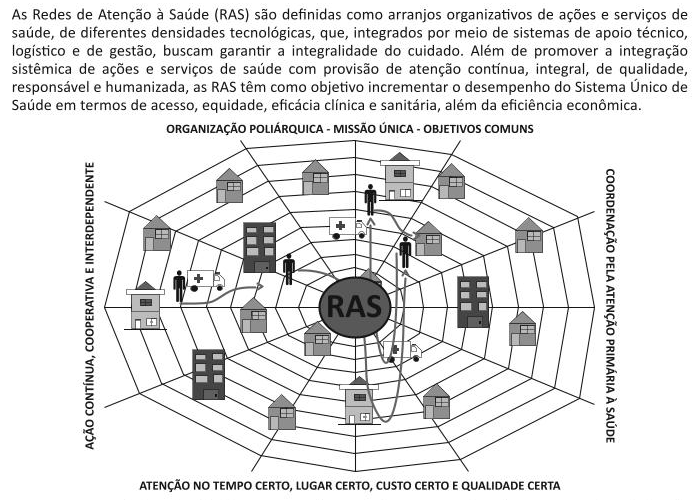 As Redes de Atenção à Saúde (RAS) são definidas como arranjos organizativos de ações e serviços de
saúde, de diferentes densidades tecnológicas, que, integrados por meio de sistemas de apoio técnico,
logístico e de gestão, buscam garantir a integralidade do cuidado. Além de promover a integração
sistêmica de ações e serviços de saúde com provisão de atenção contínua, integral, de qualidade,
responsável e humanizada, as RAS têm como objetivo incrementar o desempenho do Sistema Único de
Saúde em termos de acesso, equidade, eficácia clínica e sanitária, além da eficiência econômica.
ORGANIZAÇÃO POLIÁRQUICA - MISSÃO ÚNICA - OBJETIVOS COMUNS
AÇÃO CONTÍNUA, COOPERATIVA E INTERDEPENDENTE
RAS
COORDENAÇÃO PELA ATENÇÃO PRIMÁRIA À SAÚDE
ATENÇÃO NO TEMPO CERTO, LUGAR CERTO, CUSTO CERTO E QUALIDADE CERTA